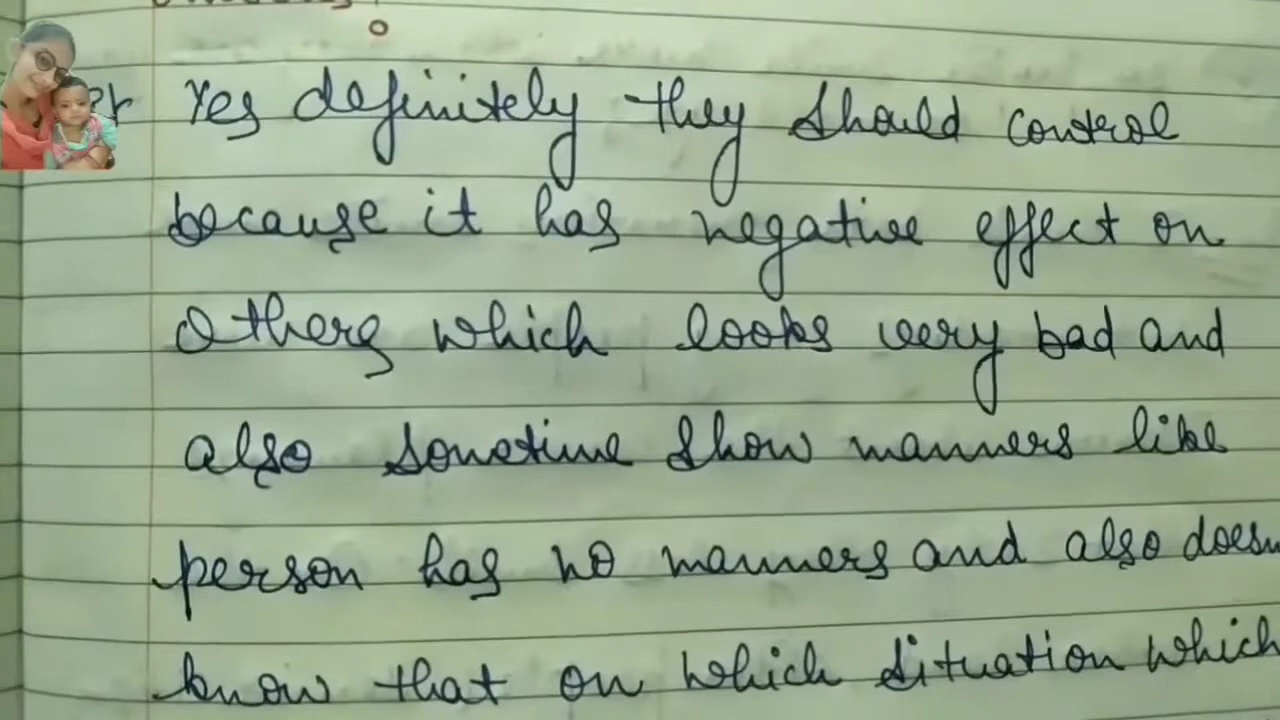 Yes definitely they should control
because it has negative effect on
others which looks very bad and
also sometime show manners like
person has no manners and also doesn
know that on which situation which